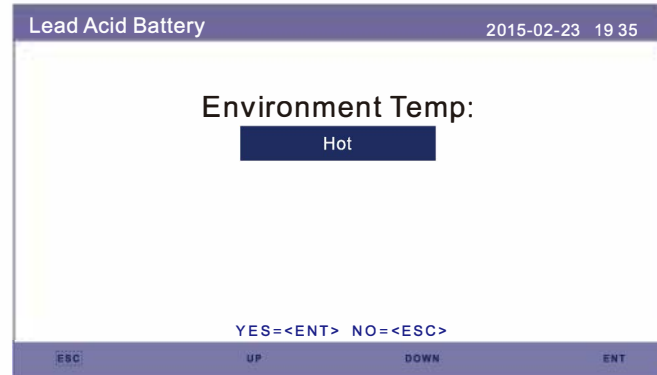 Lead Acid Battery 2015-02-23 19 35
Environment Temp:
Hot
YES=<ENT> NO=<ESC>
ESC UP DOWN ENT